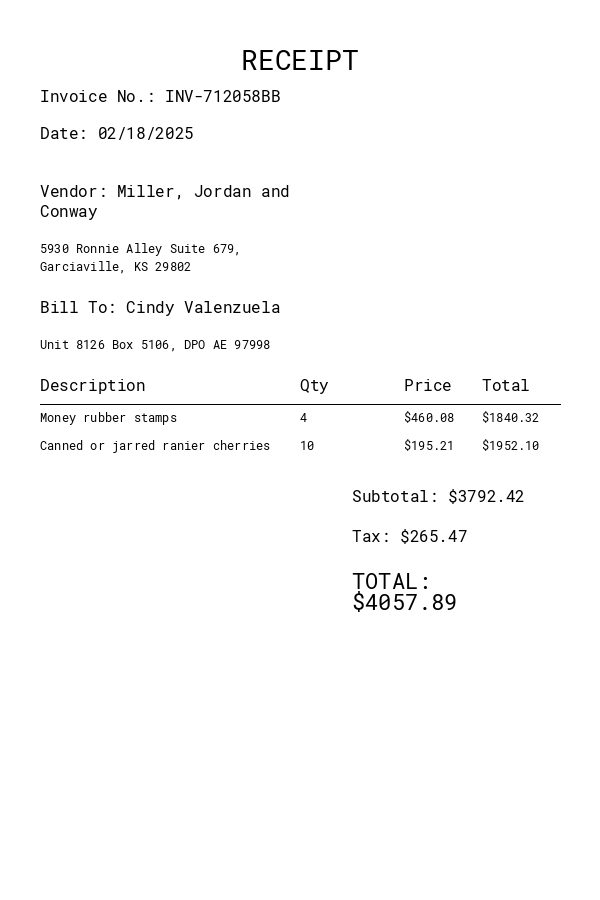 RECEIPT
Invoice No.: INV-712058BB
Date: 02/18/2025
Vendor: Miller, Jordan and
Conway
5930 Ronnie Alley Suite 679,
Garciaville, KS 29802
Bill To: Cindy Valenzuela
Unit 8126 Box 5106, DPO AE 97998
Description Qty Price Total
Money rubber stamps 4 $460.08 $1840.32
Canned or jarred ranier cherries 10 $195.21 $1952.10
Subtotal: $3792.42
Tax: $265.47
TOTAL:
$4057.89